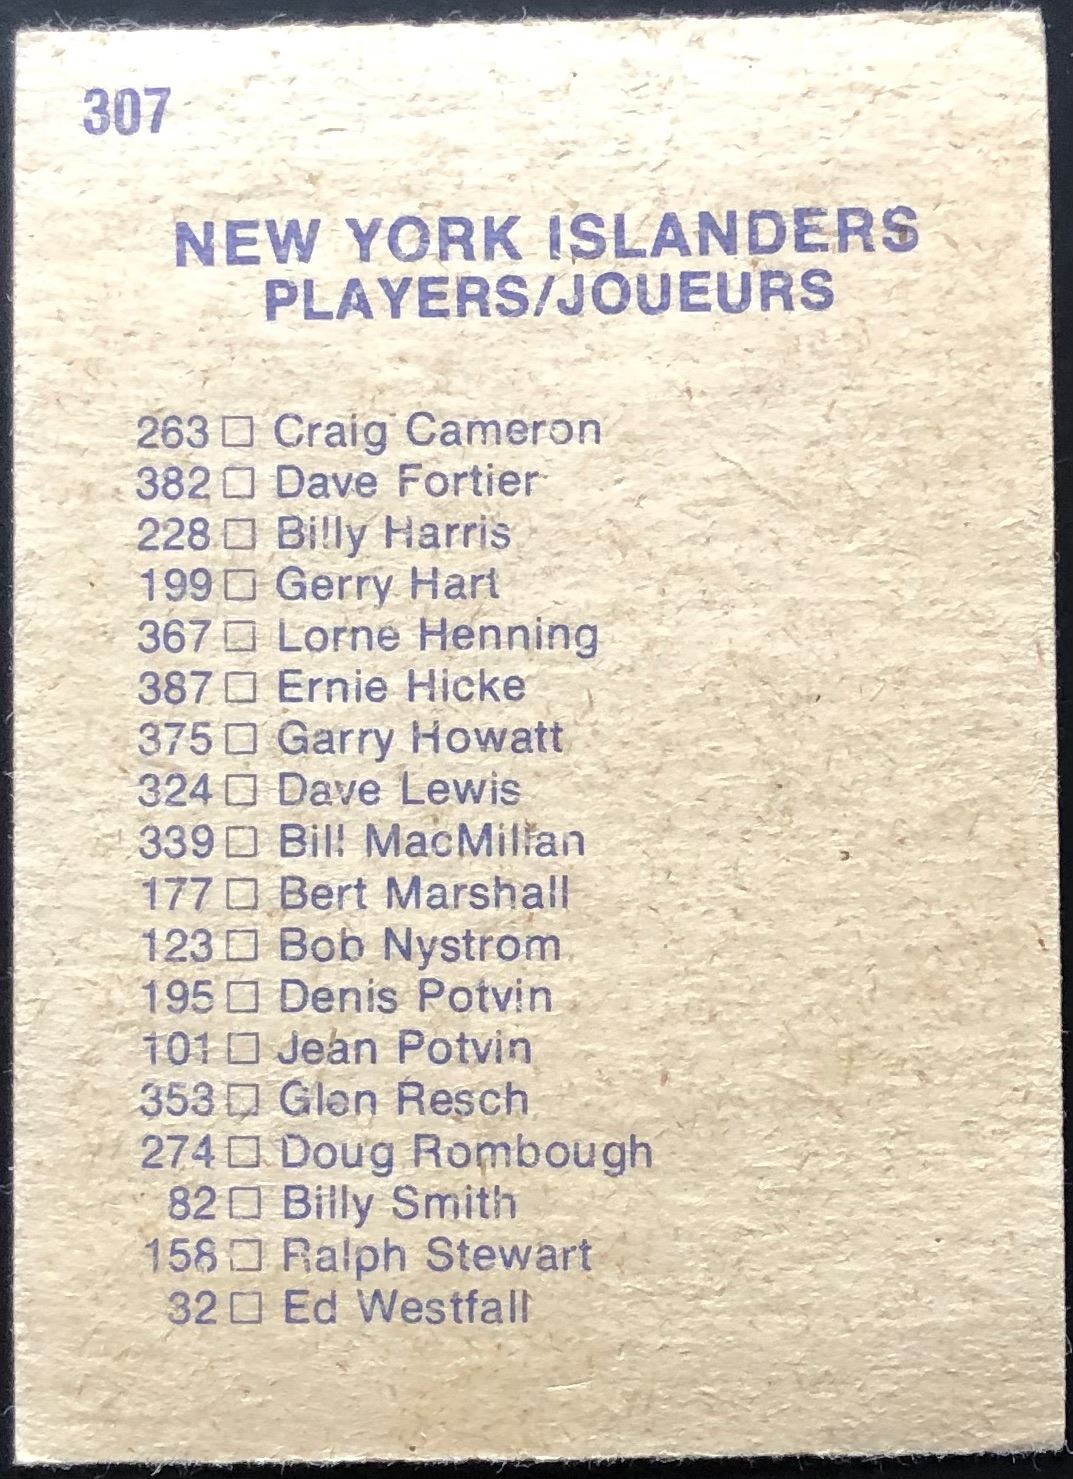 307
NEW YORK ISLANDERS
PLAYERS/JOUEURS
263 □ Craig Cameron
382 □ Dave Fortier
228 □ Billy Harris
199 □ Gerry Hart
367 □ Lorne Henning
387 □ Ernie Hicke
375 □ Garry Howatt
324 □ Dave Lewis
339 □ Bill MacMillan
177 □ Bert Marshall
123 □ Bob Nystrom
195 □ Denis Potvin
101 □ Jean Potvin
353 □ Glen Resch
274 □ Doug Rombough
82 □ Billy Smith
158 □ Ralph Stewart
32 □ Ed Westfall